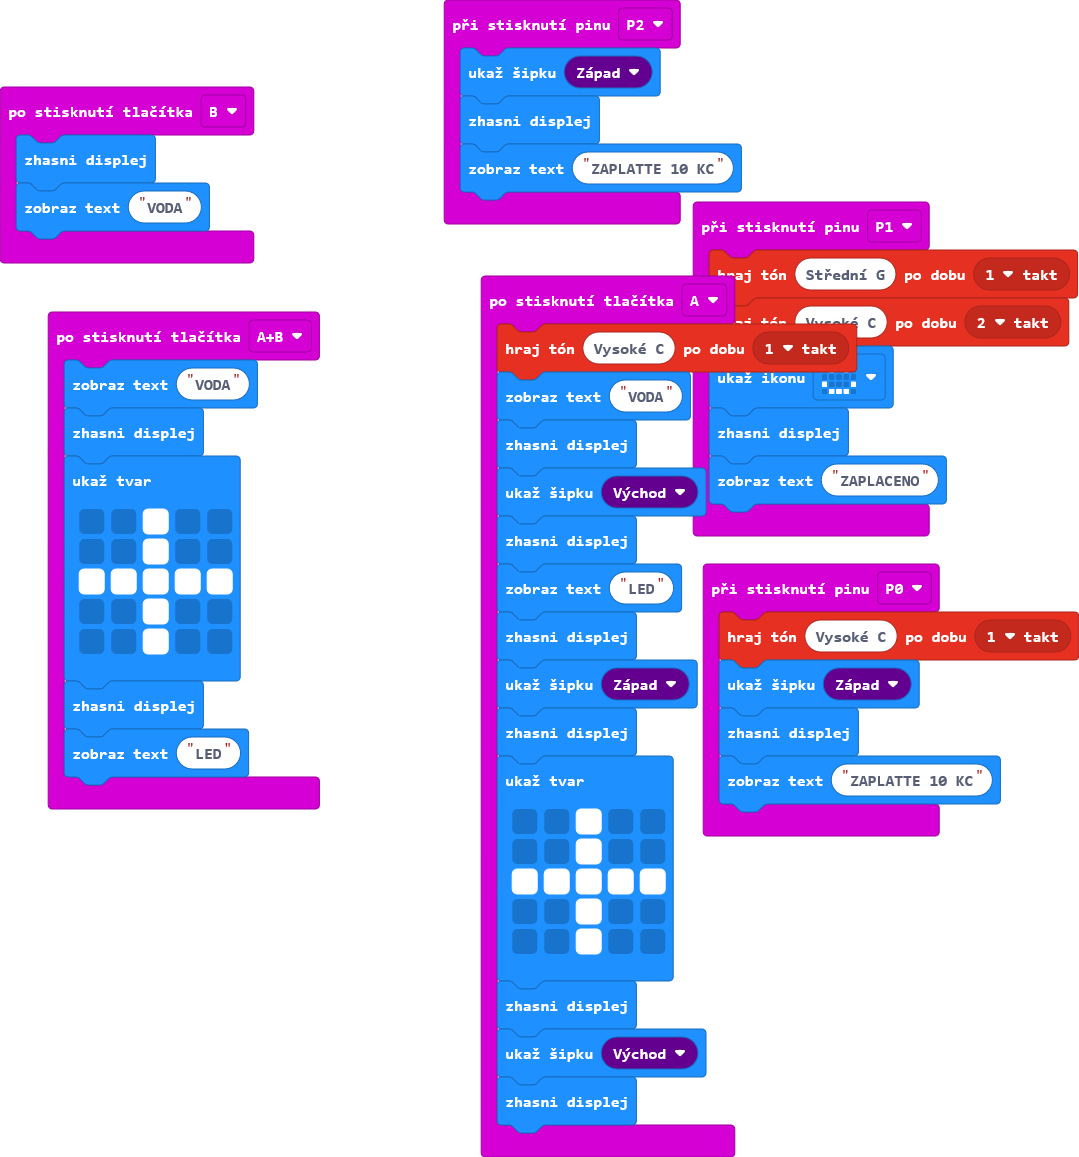 při stisknutí pinu P2
ukaž šipku Západ
zhasni displej
zobraz text "ZAPLATTE 10 KC"
po stisknutí tlačítka B
zhasni displej
zobraz text "VODA"
při stisknutí pinu P1
hraj tón Střední G po dobu 1 takt
hraj tón Vysoké C po dobu 2 takt
ukaž ikonu
zhasni displej
zobraz text "ZAPLACENO"
po stisknutí tlačítka A+B
zobraz text "VODA"
zhasni displej
ukaž tvar
zhasni displej
zobraz text "LED"
po stisknutí tlačítka A
hraj tón Vysoké C po dobu 1 takt
zobraz text "VODA"
zhasni displej
ukaž šipku Východ
zhasni displej
zobraz text "LED"
zhasni displej
ukaž šipku Západ
zhasni displej
ukaž tvar
zhasni displej
ukaž šipku Východ
zhasni displej
při stisknutí pinu P0
hraj tón Vysoké C po dobu 1 takt
ukaž šipku Západ
zhasni displej
zobraz text "ZAPLATTE 10 KC"